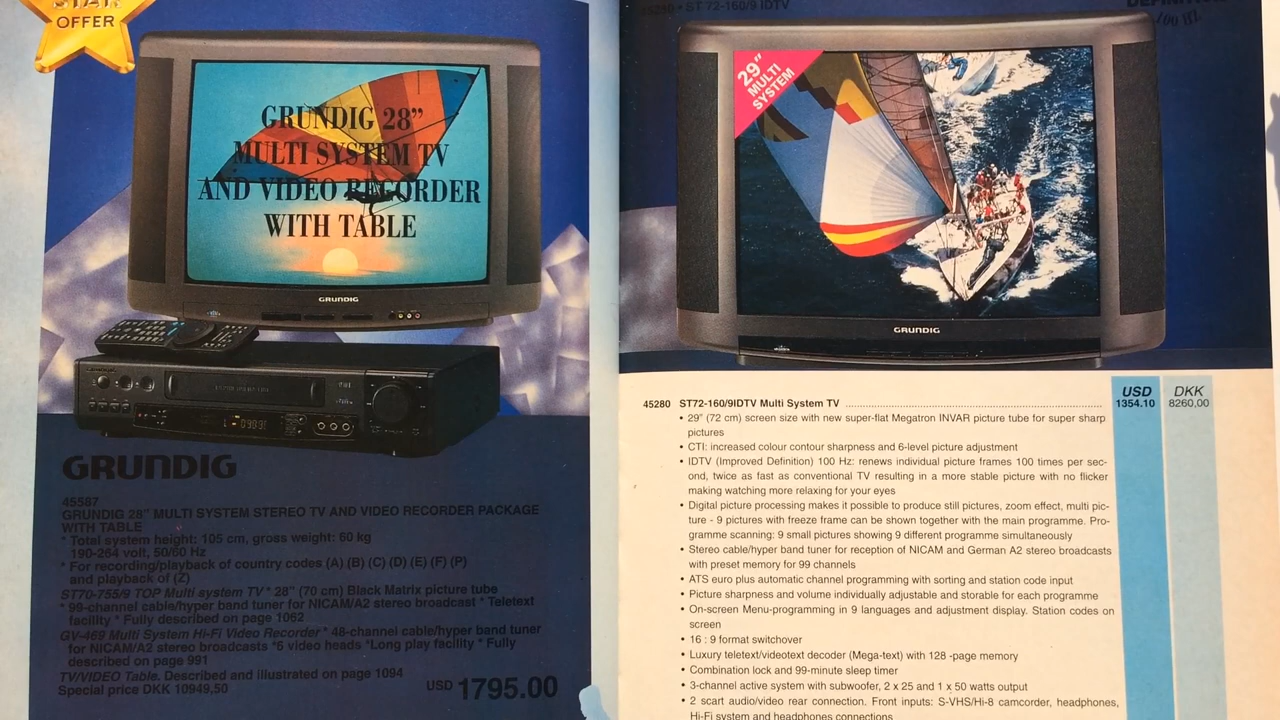 STAR
OFFER
GRUNDIG 28”
MULTI SYSTEM TV
AND VIDEO RECORDER
WITH TABLE
GRUNDIG
GRUNDIG
45587
GRUNDIG 28” MULTI SYSTEM STEREO TV AND VIDEO RECORDER PACKAGE
WITH TABLE
* Total system height: 105 cm, gross weight: 60 kg
190-264 volt, 50/60 Hz
* For recording/playback of country codes (A) (B) (C) (D) (E) (F) (P)
and playback of (Z)
ST70-755/9 TOP Multi system TV * 28” (70 cm) Black Matrix picture tube
* 99-channel cable/hyper band tuner for NICAM/A2 stereo broadcast * Teletext
facility * Fully described on page 1062
GV-469 Multi System Hi-Fi Video Recorder * 48-channel cable/hyper band tuner
for NICAM/A2 stereo broadcasts *6 video heads *Long play facility * Fully
described on page 991
TV/VIDEO Table. Described and illustrated on page 1094
Special price DKK 10949,50
USD 1795.00
• ST 72-160/9 IDTV
100 Hz
29”
MULTI
SYSTEM
GRUNDIG
USD
1354.10
DKK
8260,00
45280 ST72-160/9IDTV Multi System TV
• 29” (72 cm) screen size with new super-flat Megatron INVAR picture tube for super sharp
pictures
• CTI: increased colour contour sharpness and 6-level picture adjustment
• IDTV (Improved Definition) 100 Hz: renews individual picture frames 100 times per sec-
ond, twice as fast as conventional TV resulting in a more stable picture with no flicker
making watching more relaxing for your eyes
• Digital picture processing makes it possible to produce still pictures, zoom effect, multi pic-
ture - 9 pictures with freeze frame can be shown together with the main programme. Pro-
gramme scanning: 9 small pictures showing 9 different programme simultaneously
• Stereo cable/hyper band tuner for reception of NICAM and German A2 stereo broadcasts
with preset memory for 99 channels
• ATS euro plus automatic channel programming with sorting and station code input
• Picture sharpness and volume individually adjustable and storable for each programme
• On-screen Menu-programming in 9 languages and adjustment display. Station codes on
screen
• 16 : 9 format switchover
• Luxury teletext/videotext decoder (Mega-text) with 128 -page memory
• Combination lock and 99-minute sleep timer
• 3-channel active system with subwoofer, 2 x 25 and 1 x 50 watts output
• 2 scart audio/video rear connection. Front inputs: S-VHS/Hi-8 camcorder, headphones,
Hi-Fi system and headphones connections